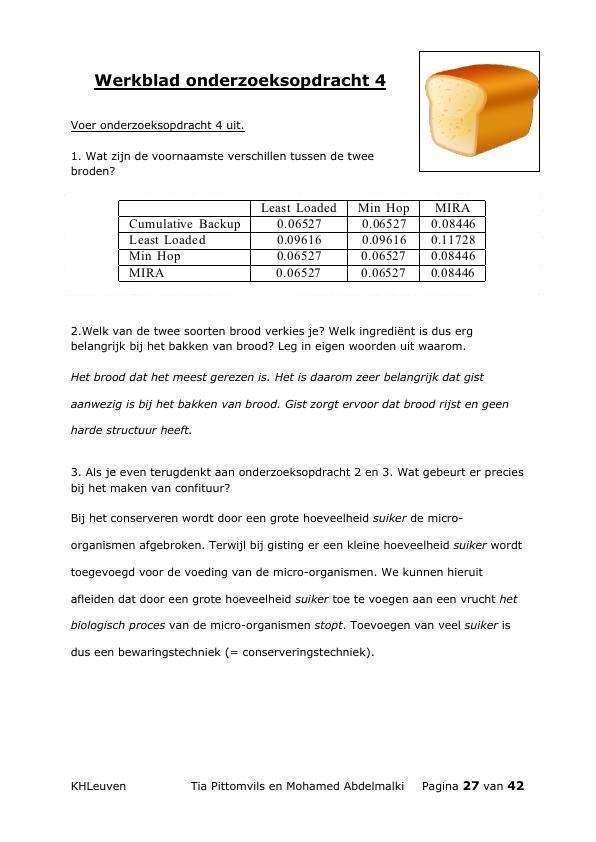 Werkblad onderzoeksopdracht 4
Voer onderzoeksopdracht 4 uit.
1. Wat zijn de voornaamste verschillen tussen de twee
broden?
Least Loaded Min Hop MIRA
Cumulative Backup 0.06527 0.06527 0.08446
Least Loaded 0.09616 0.09616 0.11728
Min Hop 0.06527 0.06527 0.08446
MIRA 0.06527 0.06527 0.08446
2.Welk van de twee soorten brood verkies je? Welk ingrediënt is dus erg
belangrijk bij het bakken van brood? Leg in eigen woorden uit waarom.
Het brood dat het meest gerezen is. Het is daarom zeer belangrijk dat gist
aanwezig is bij het bakken van brood. Gist zorgt ervoor dat brood rijst en geen
harde structuur heeft.
3. Als je even terugdenkt aan onderzoeksopdracht 2 en 3. Wat gebeurt er precies
bij het maken van confituur?
Bij het conserveren wordt door een grote hoeveelheid suiker de micro-
organismen afgebroken. Terwijl bij gisting er een kleine hoeveelheid suiker wordt
toegevoegd voor de voeding van de micro-organismen. We kunnen hieruit
afleiden dat door een grote hoeveelheid suiker toe te voegen aan een vrucht het
biologisch proces van de micro-organismen stopt. Toevoegen van veel suiker is
dus een bewaringstechniek (= conserveringstechniek).
KHLeuven Tia Pittomvils en Mohamed Abdelmalki Pagina 27 van 42